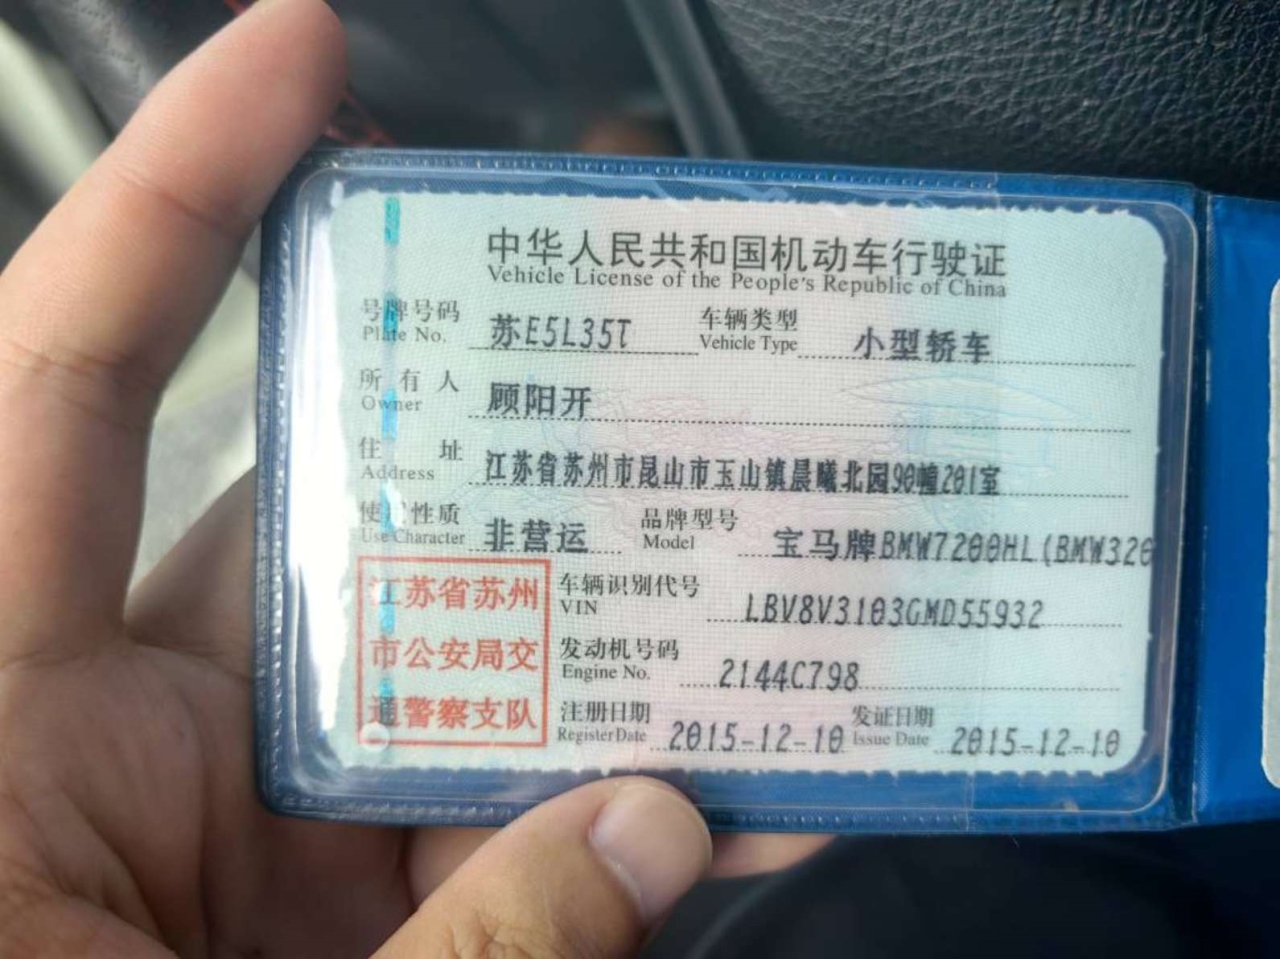 中华人民共和国机动车行驶证
Vehicle License of the People's Republic of China
号牌号码 苏E5L35T 车辆类型 小型轿车
Plate No. Vehicle Type
所有人 顾阳开
Owner
住址 江苏省苏州市昆山市玉山镇晨曦北园90幢201室
Address
使用性质 非营运 品牌型号 宝马牌BMW7200HL(BMW320
Use Character Model
江苏省苏州
市公安局交
通警察支队
车辆识别代号 LBV8V3103GMD55932
VIN
发动机号码 2144C798
Engine No.
注册日期 2015-12-10 发证日期 2015-12-10
Register Date Issue Date